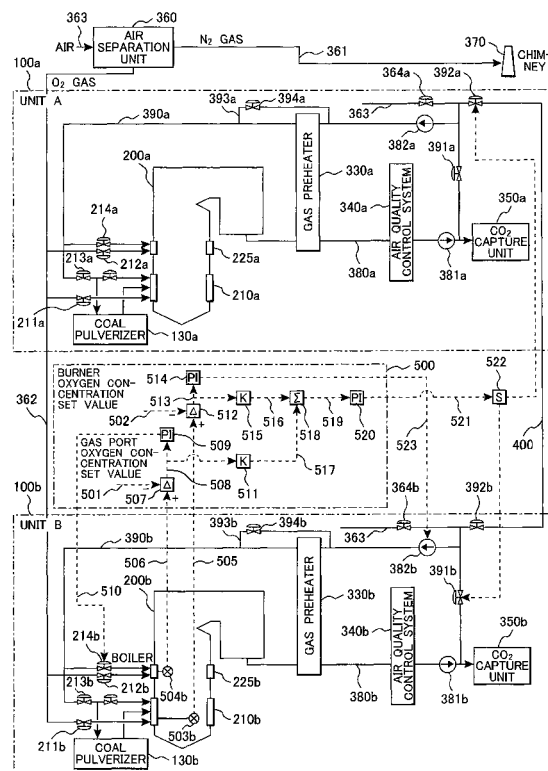 363
360
AIR
AIR SEPARATION UNIT
N2 GAS
361
370
CHIM-NEY
100a
O2 GAS
UNIT A
390a
393a
394a
364a
392a
363
382a
200a
330a
GAS PREHEATER
391a
214a
340a
AIR QUALITY CONTROL SYSTEM
350a
CO2 CAPTURE UNIT
213a
212a
225a
380a
381a
210a
211a
COAL PULVERIZER
130a
362
BURNER OXYGEN CON-CENTRATION SET VALUE
500
514
PI
522
513
K
516
Σ
519
PI
S
502
Δ
+
512
515
518
520
521
PI
509
523
400
GAS PORT OXYGEN CON-CENTRATION SET VALUE
508
K
517
501
Δ
+
507
511
100b
UNIT B
364b
392b
393b
394b
363
390b
382b
506
505
510
200b
330b
GAS PREHEATER
391b
214b
BOILER
340b
AIR QUALITY CONTROL SYSTEM
350b
CO2 CAPTURE UNIT
213b
212b
504b
225b
380b
381b
210b
503b
211b
COAL PULVERIZER
130b